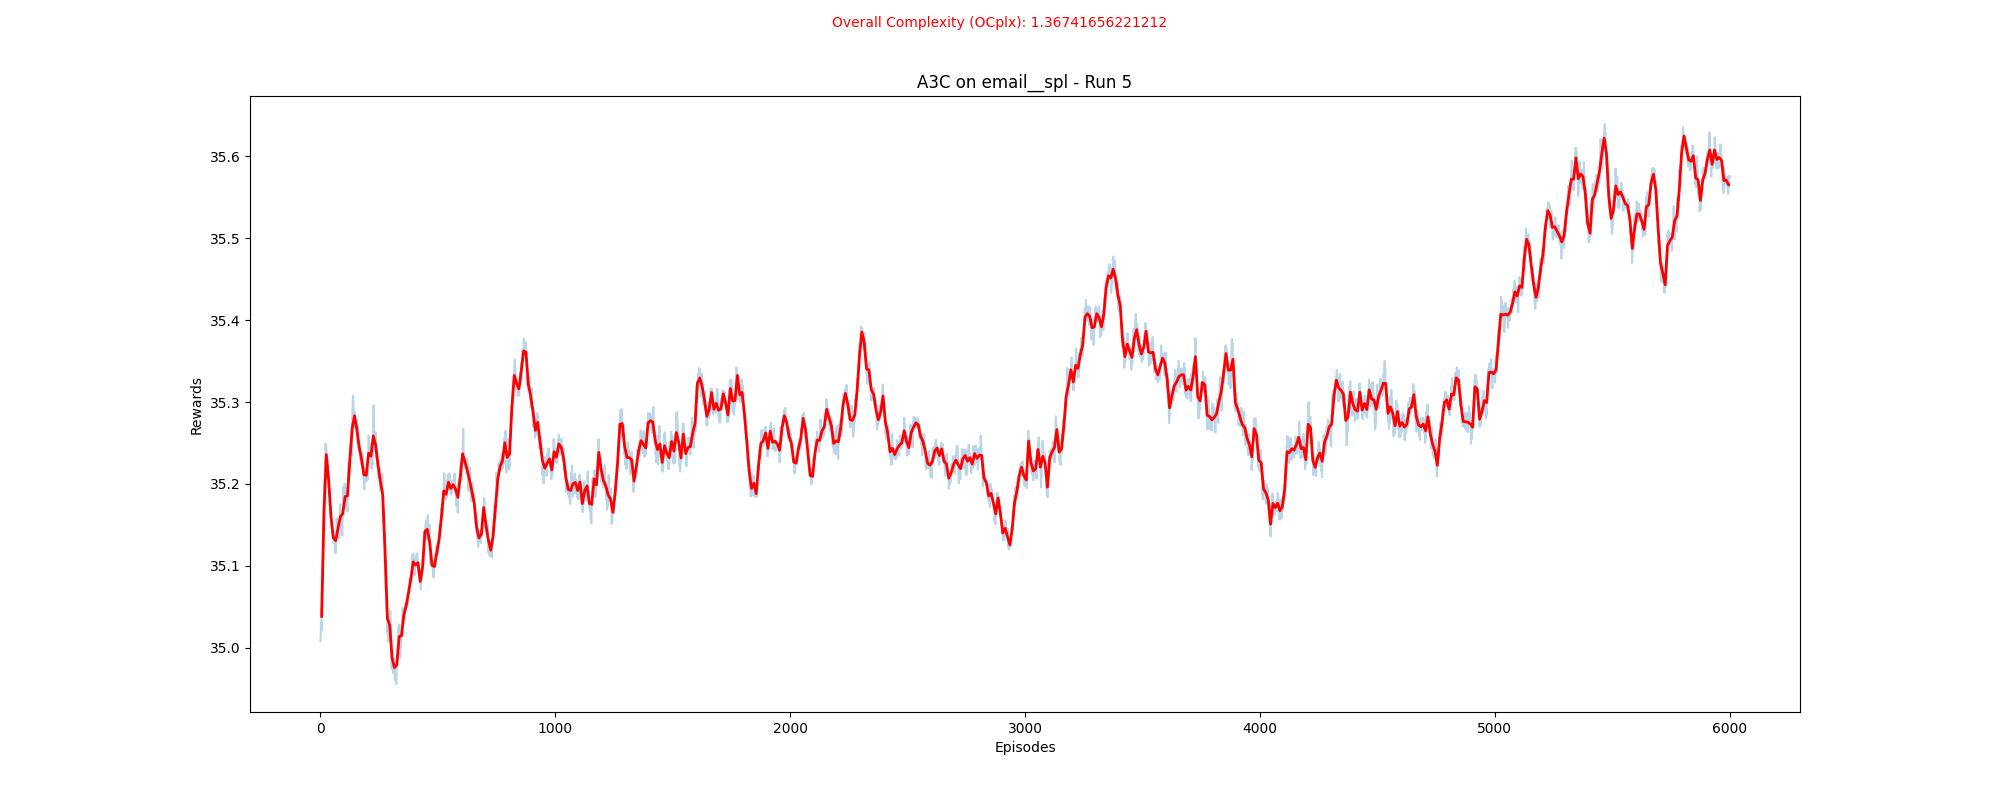 Overall Complexity (OCplx): 1.36741656221212
A3C on email__spl - Run 5
Rewards
35.6
35.5
35.4
35.3
35.2
35.1
35.0
0 1000 2000 3000 4000 5000 6000
Episodes